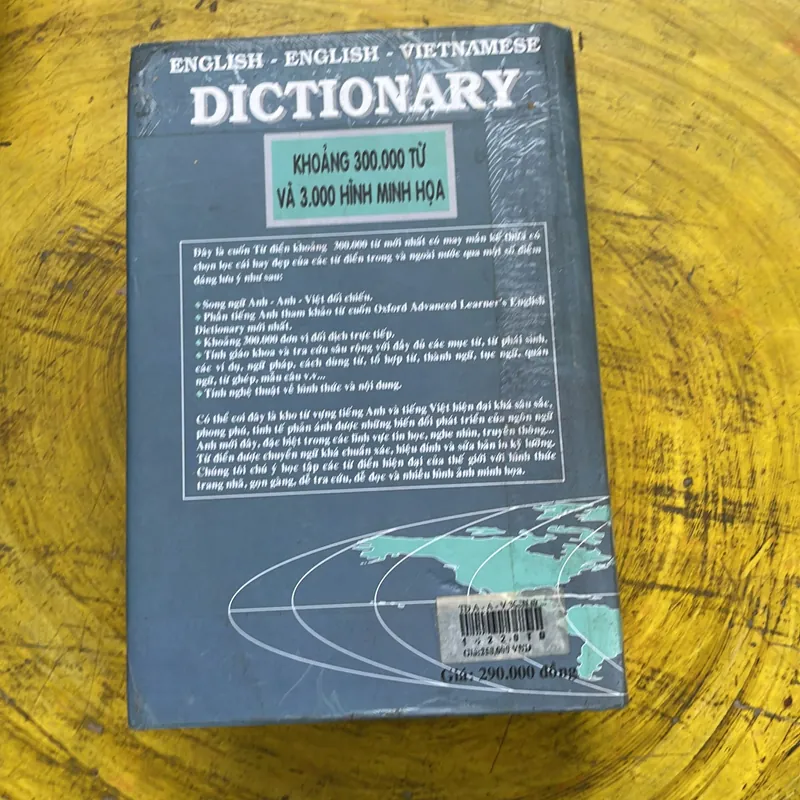 ENGLISH - ENGLISH - VIETNAMESE
DICTIONARY
KHOẢNG 300.000 TỪ
VÀ 3.000 HÌNH MINH HỌA
Đây là cuốn Từ điển khoảng 300.000 từ mới nhất có may mắn kế thừa có
chọn lọc cái hay đẹp của các từ điển trong và ngoài nước qua một số điểm
đáng lưu ý như sau:
Song ngữ Anh - Anh - Việt đối chiếu.
Phần tiếng Anh tham khảo từ cuốn Oxford Advanced Learner's English
Dictionary mới nhất.
Khoảng 300.000 đơn vị đối dịch trực tiếp.
Tính giáo khoa và tra cứu sâu rộng với đầy đủ các mục từ, từ phái sinh,
các ví dụ, ngữ pháp, cách dùng từ, tổ hợp từ, thành ngữ, tục ngữ, quán
ngữ, từ ghép, mẫu câu v.v...
Tính nghệ thuật về hình thức và nội dung.
Có thể coi đây là kho từ vựng tiếng Anh và tiếng Việt hiện đại khá sâu sắc,
phong phú, tinh tế phản ánh được những biến đổi phát triển của ngôn ngữ
Anh mới đây, đặc biệt trong các lĩnh vực tin học, nghe nhìn, truyền thông...
Từ điển được chuyển ngữ khá chuẩn xác, hiệu đính và sửa bản in kỹ lưỡng.
Chúng tôi chú ý học tập các từ điển hiện đại của thế giới với hình thức
trang nhã, gọn gàng, dễ tra cứu, dễ đọc và nhiều hình ảnh minh họa.
Giá: 290.000 đồng